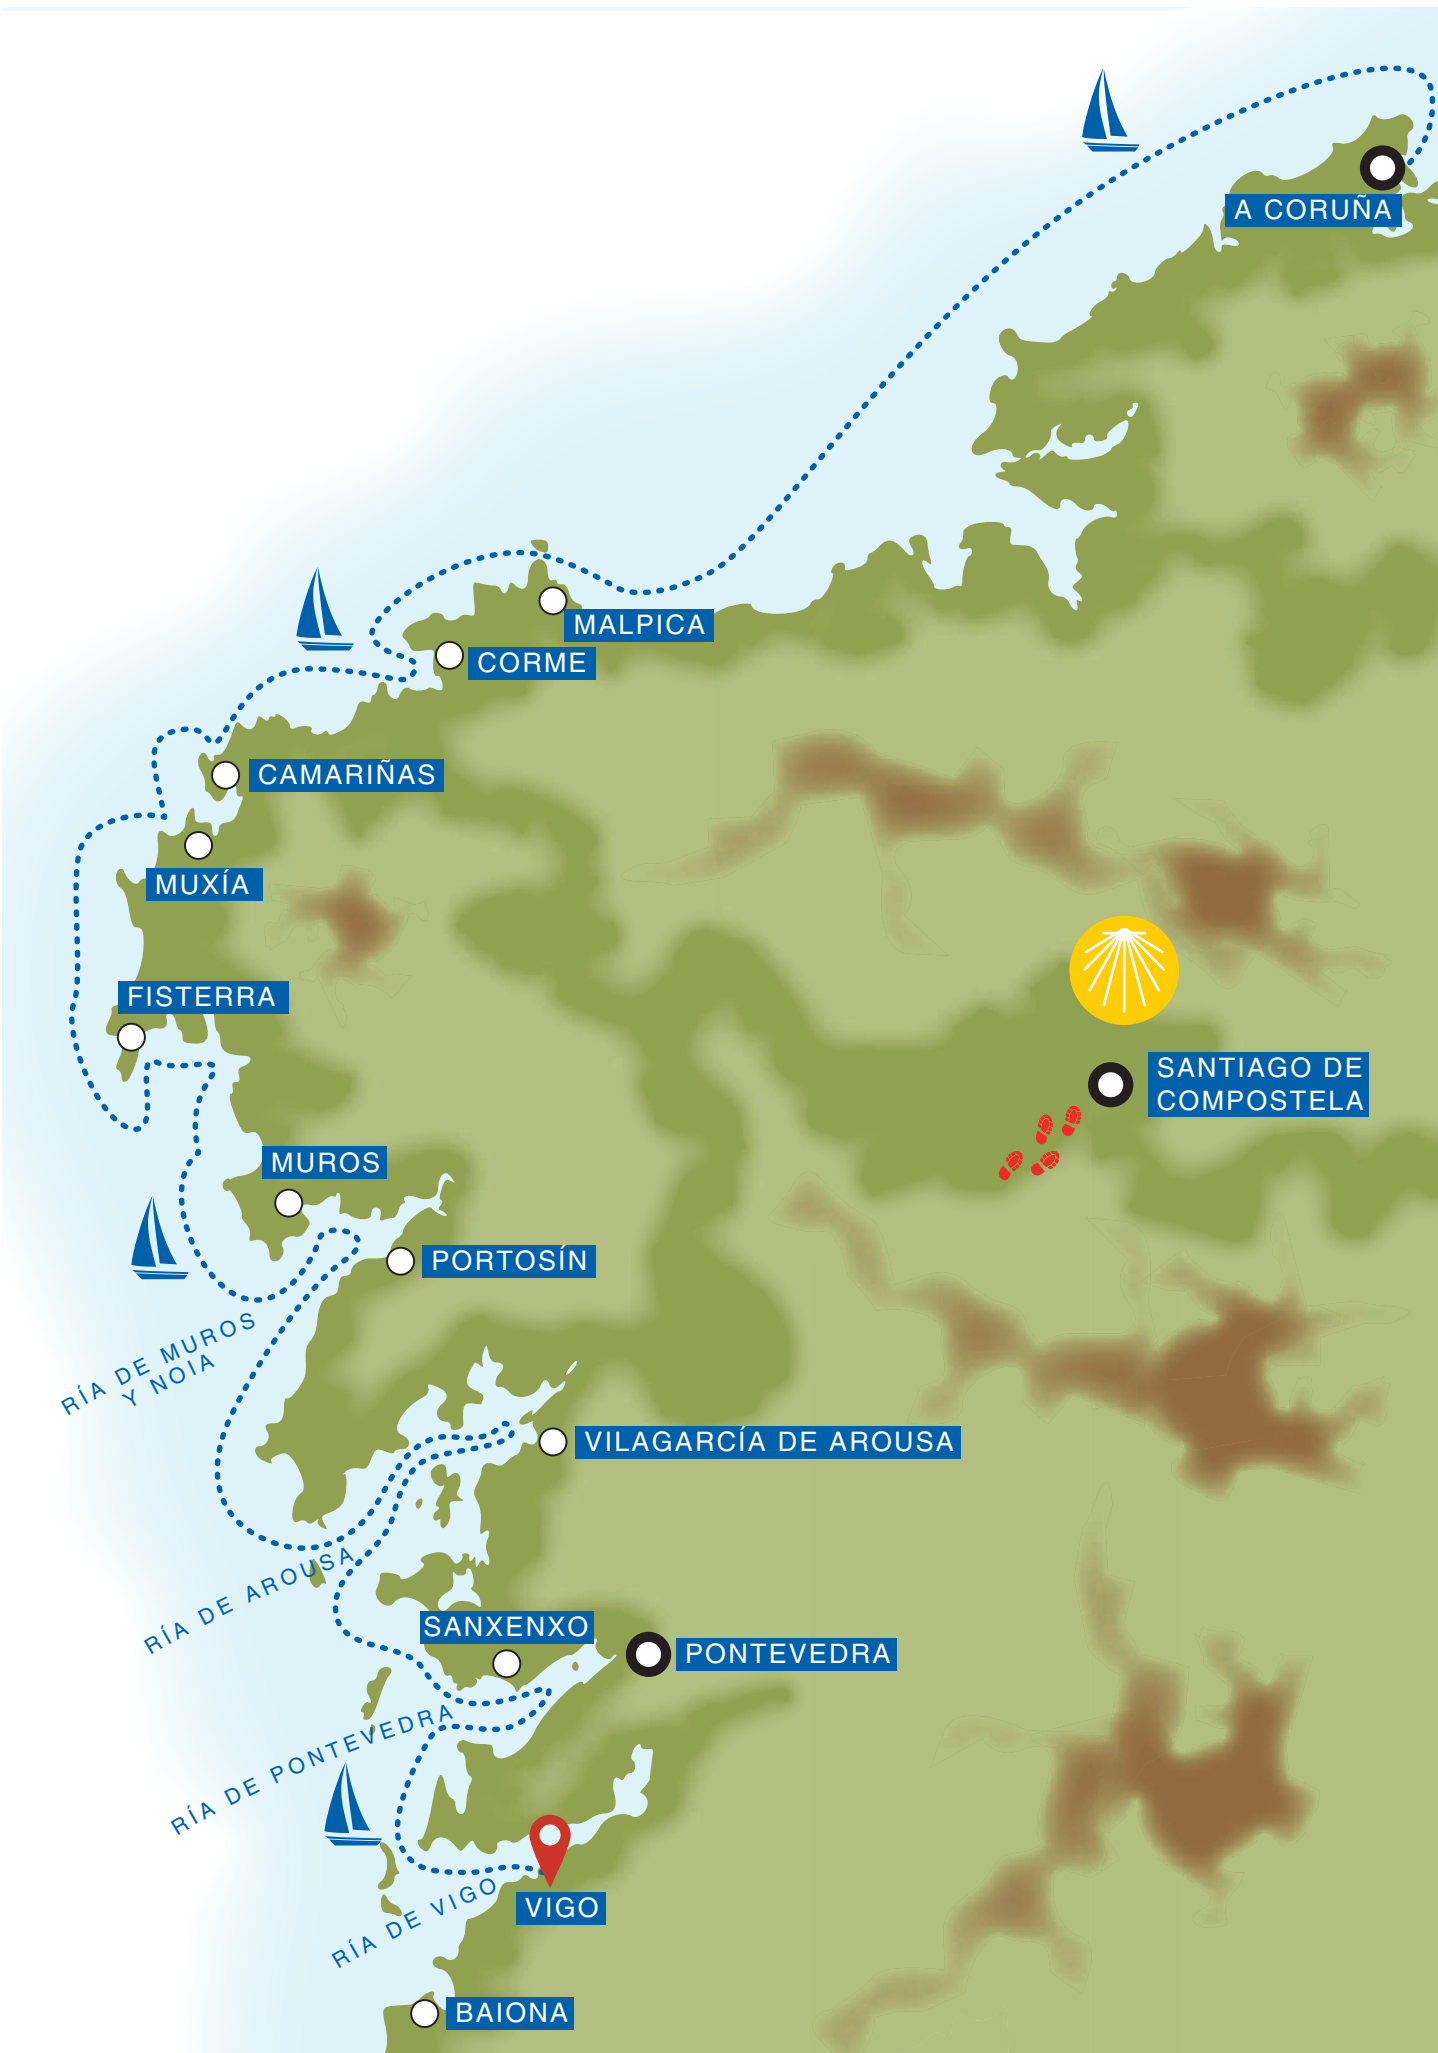 A CORUÑA
MALPICA
CORME
CAMARIÑAS
MUXÍA
FISTERRA
SANTIAGO DE
COMPOSTELA
MUROS
PORTOSÍN
RÍA DE MUROS
Y NOIA
VILAGARCÍA DE AROUSA
RÍA DE AROUSA
SANXENXO
PONTEVEDRA
RÍA DE PONTEVEDRA
VIGO
RÍA DE VIGO
BAIONA